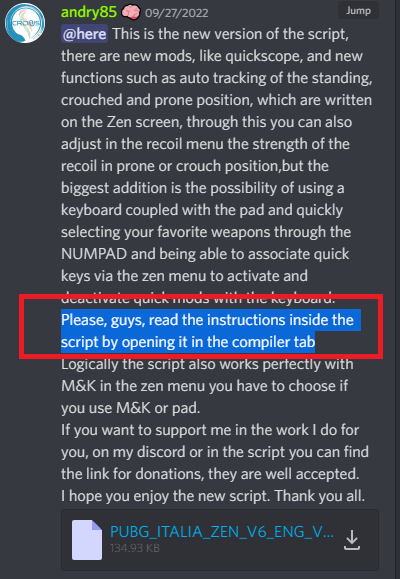 andry85 09/27/2022
Jump
@here This is the new version of the script,
there are new mods, like quickscope, and new
functions such as auto tracking of the standing,
crouched and prone position, which are written
on the Zen screen, through this you can also
adjust in the recoil menu the strength of the
recoil in prone or crouch position,but the
biggest addition is the possibility of using a
keyboard coupled with the pad and quickly
selecting your favorite weapons through the
NUMPAD and being able to associate quick
keys via the zen menu to activate and
deactivate quick mods with the keyboard.
Please, guys, read the instructions inside the
script by opening it in the compiler tab
Logically the script also works perfectly with
M&K in the zen menu you have to choose if
you use M&K or pad.
If you want to support me in the work I do for
you, on my discord or in the script you can find
the link for donations, they are well accepted.
I hope you enjoy the new script. Thank you all.
PUBG_ITALIA_ZEN_V6_ENG_V...
134.93 KB